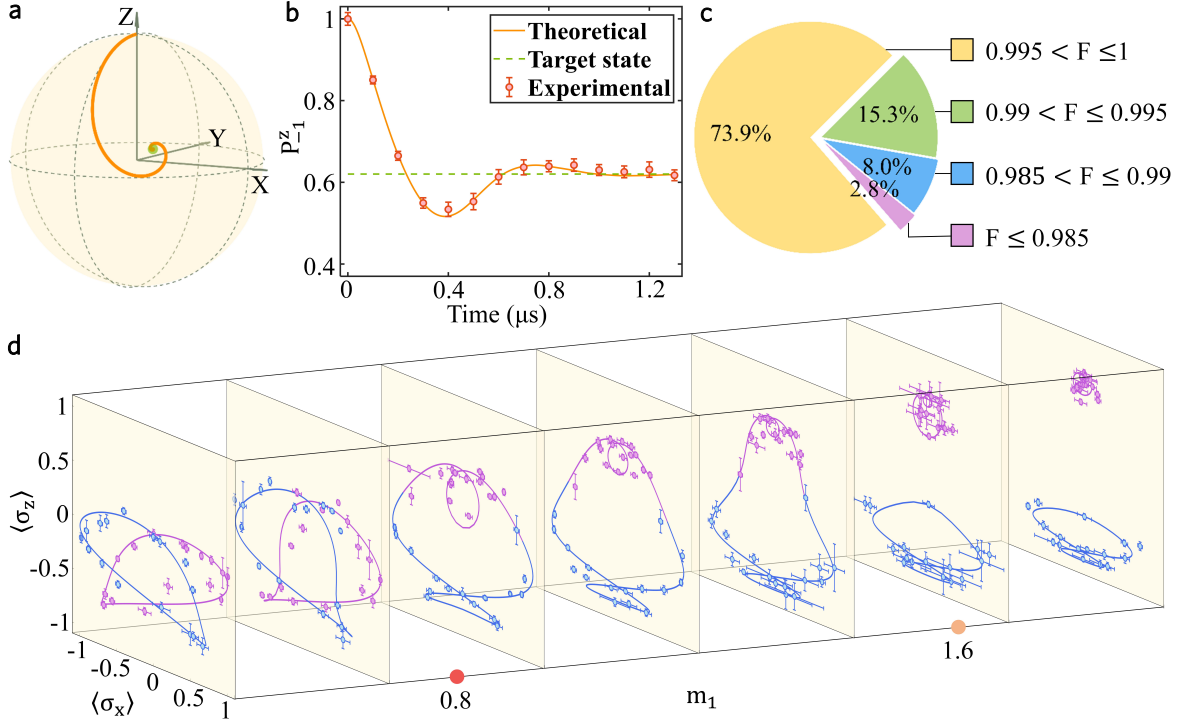 a
Z
Y
X
b
P^z_{-1}
1
0.8
0.6
0.4
0
0.4
0.8
1.2
Time (μs)
Theoretical
Target state
Experimental
c
73.9%
15.3%
8.0%
2.8%
0.995 < F ≤1
0.99 < F ≤ 0.995
0.985 < F ≤ 0.99
F ≤ 0.985
d
⟨σ_z⟩
1
0.5
0
-0.5
-1
-1
-0.5
0
0.5
1
⟨σ_x⟩
0.8
m_1
1.6